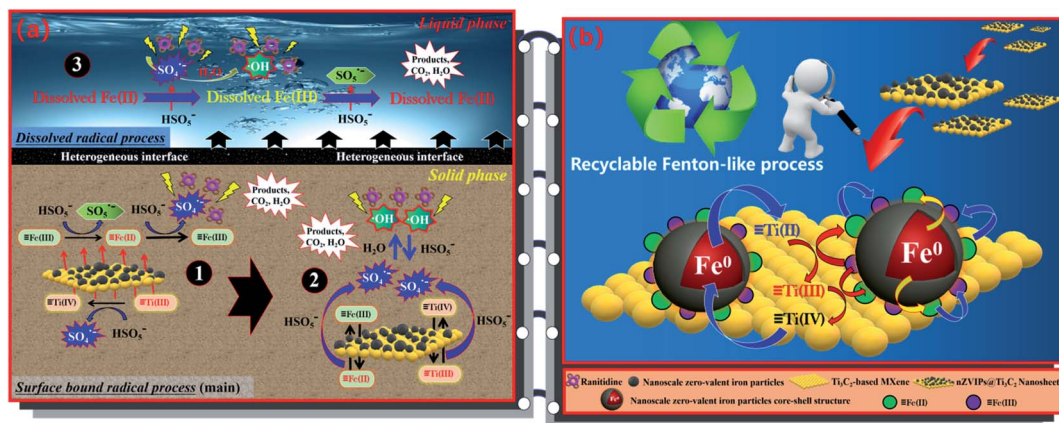 (a)
Liquid phase
SO₄•⁻
H₂O
•OH
SO₅•⁻
Products,
CO₂, H₂O
3
Dissolved Fe(II)
Dissolved Fe(III)
Dissolved Fe(II)
HSO₅⁻
HSO₅⁻
Dissolved radical process
Heterogeneous interface
Heterogeneous interface
Solid phase
HSO₅⁻
SO₅•⁻
HSO₅⁻
SO₄•⁻
Products,
CO₂, H₂O
≡Fe(III)
≡Fe(II)
≡Fe(III)
≡Ti(IV)
≡Ti(III)
SO₄•⁻
HSO₅⁻
1
Products,
CO₂, H₂O
•OH
•OH
H₂O
HSO₅⁻
2
SO₄•⁻
SO₄•⁻
HSO₅⁻
≡Fe(III)
≡Ti(IV)
HSO₅⁻
≡Fe(II)
≡Ti(III)
Surface bound radical process (main)
(b)
Recyclable Fenton-like process
Fe⁰
≡Ti(II)
≡Ti(III)
≡Ti(IV)
Fe⁰
Ranitidine
Nanoscale zero-valent iron particles
Ti₃C₂-based MXene
nZVIPs@Ti₃C₂ Nanosheet
Fe⁰
Nanoscale zero-valent iron particles core-shell structure
≡Fe(II)
≡Fe(III)